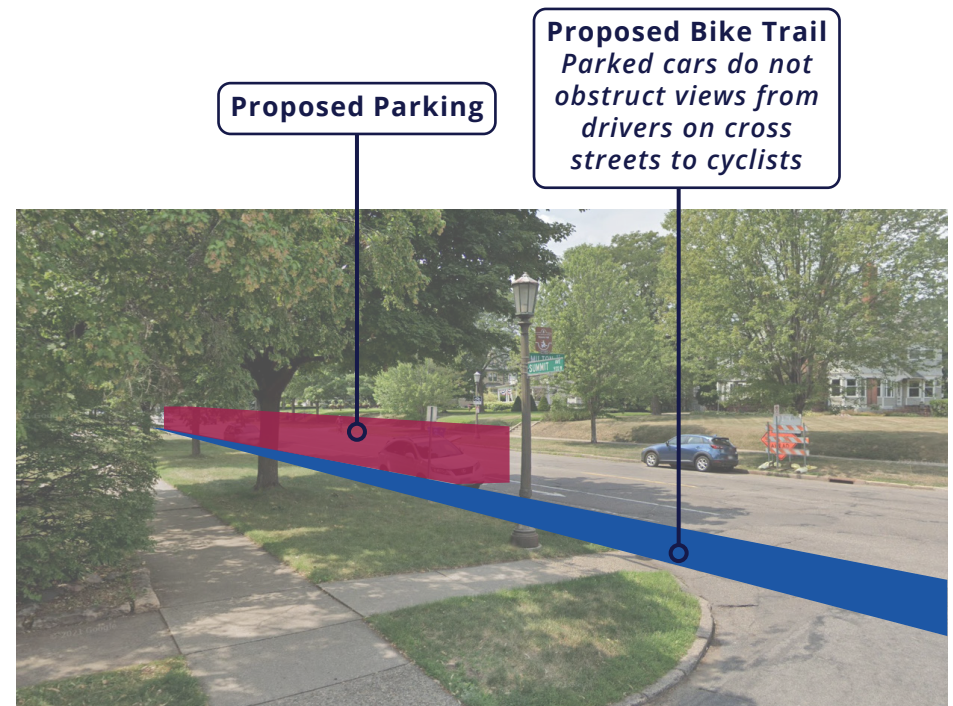 Proposed Bike Trail
Parked cars do not
obstruct views from
drivers on cross
streets to cyclists
Proposed Parking
SUMMIT AVE